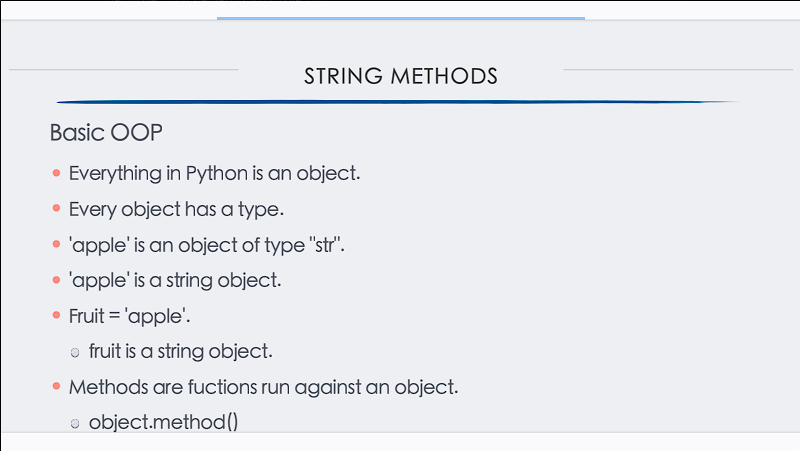 STRING METHODS
Basic OOP
Everything in Python is an object.
Every object has a type.
'apple' is an object of type "str".
'apple' is a string object.
Fruit = 'apple'.
fruit is a string object.
Methods are fuctions run against an object.
object.method()